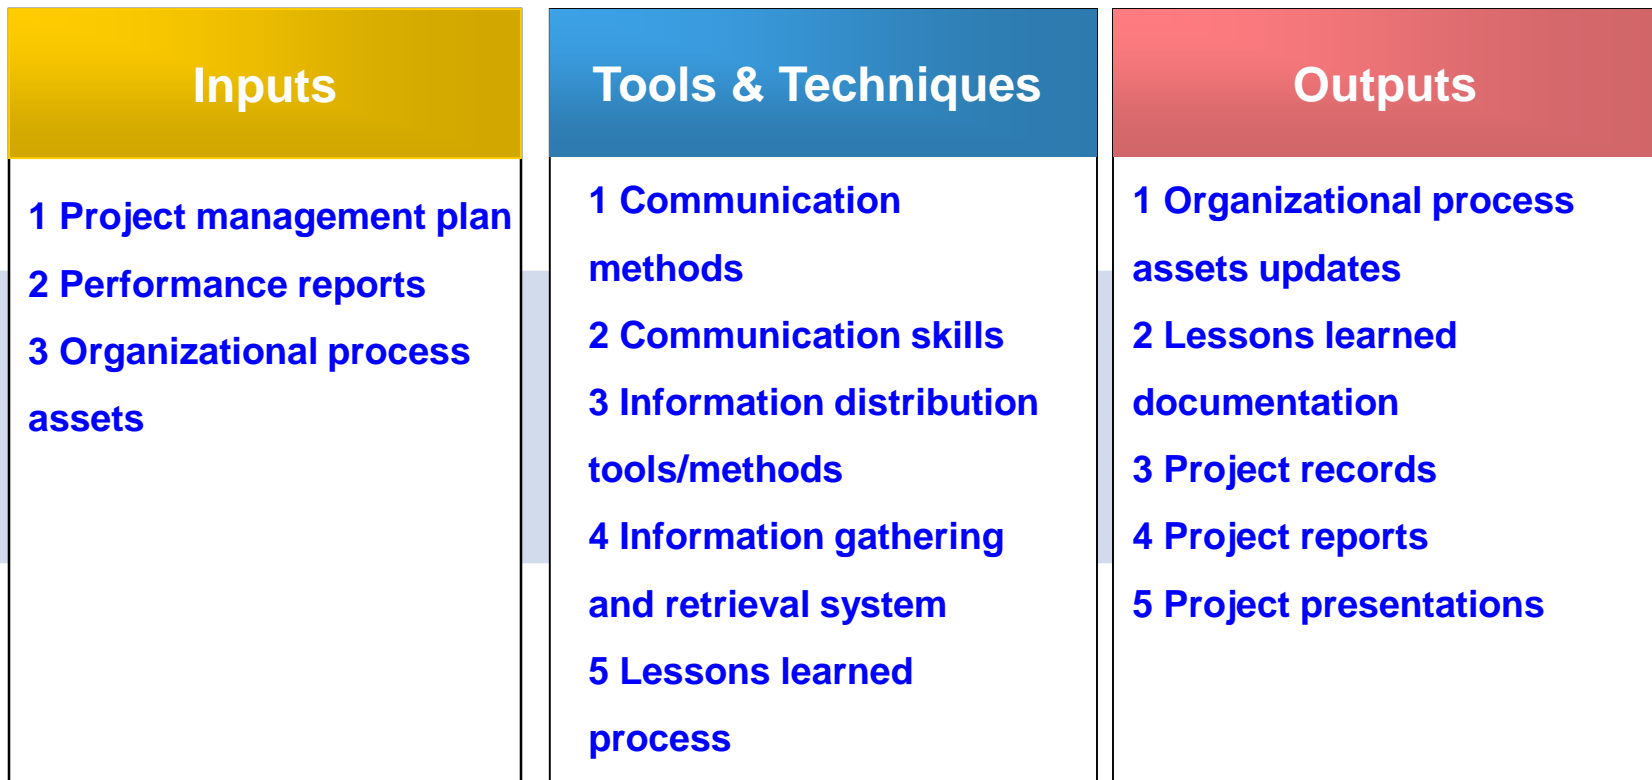 Inputs
1 Project management plan
2 Performance reports
3 Organizational process
assets
Tools & Techniques
1 Communication
methods
2 Communication skills
3 Information distribution
tools/methods
4 Information gathering
and retrieval system
5 Lessons learned
process
Outputs
1 Organizational process
assets updates
2 Lessons learned
documentation
3 Project records
4 Project reports
5 Project presentations